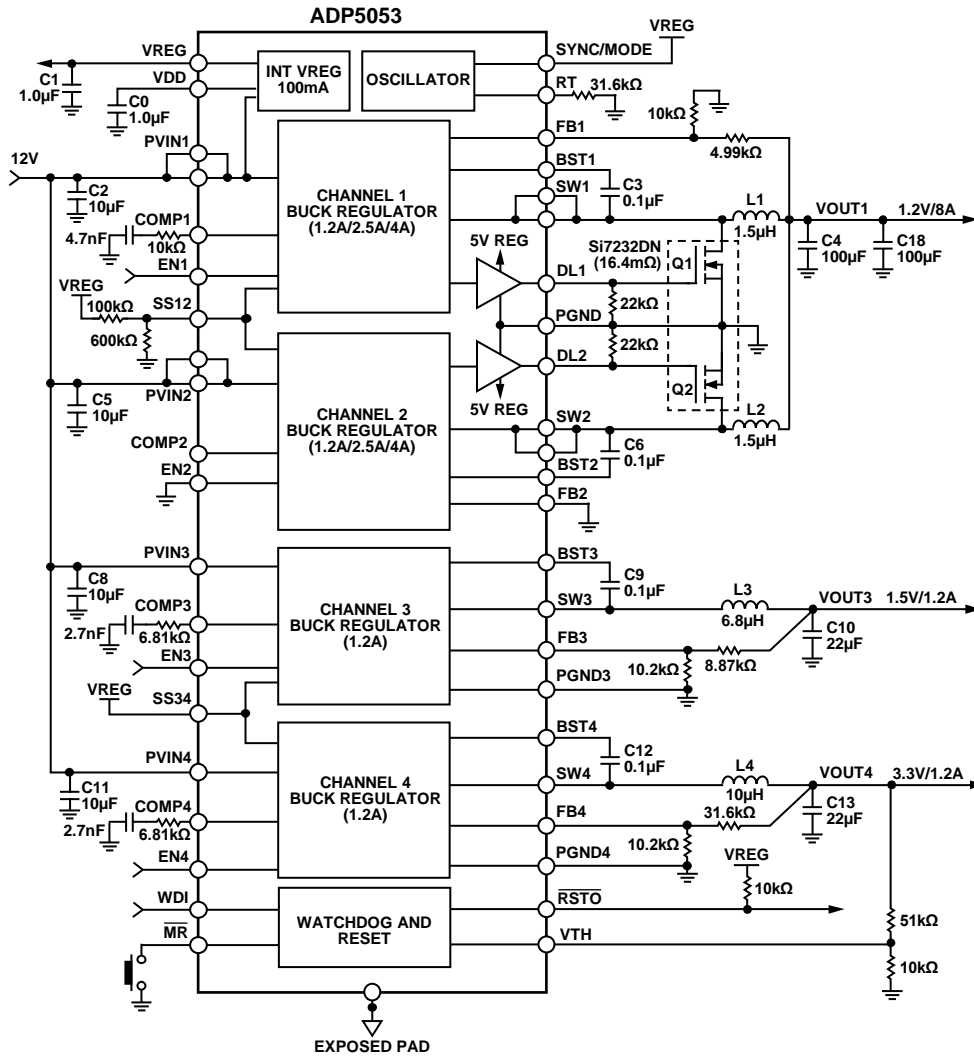 ADP5053
VREG
C1
1.0µF
VDD
C0
1.0µF
INT VREG
100mA
OSCILLATOR
SYNC/MODE
VREG
RT
31.6kΩ
FB1
10kΩ
4.99kΩ
12V
PVIN1
C2
10µF
COMP1
4.7nF
10kΩ
EN1
CHANNEL 1
BUCK REGULATOR
(1.2A/2.5A/4A)
BST1
C3
0.1µF
SW1
L1
1.5µH
VOUT1
1.2V/8A
C4
100µF
C18
100µF
5V REG
Si7232DN
(16.4mΩ)
Q1
DL1
22kΩ
PGND
22kΩ
DL2
Q2
5V REG
VREG
100kΩ
SS12
600kΩ
PVIN2
C5
10µF
COMP2
EN2
CHANNEL 2
BUCK REGULATOR
(1.2A/2.5A/4A)
SW2
L2
1.5µH
C6
0.1µF
BST2
FB2
PVIN3
C8
10µF
COMP3
2.7nF
6.81kΩ
EN3
CHANNEL 3
BUCK REGULATOR
(1.2A)
BST3
C9
0.1µF
SW3
L3
6.8µH
VOUT3
1.5V/1.2A
C10
22µF
FB3
10.2kΩ
8.87kΩ
PGND3
VREG
SS34
PVIN4
C11
10µF
COMP4
2.7nF
6.81kΩ
EN4
CHANNEL 4
BUCK REGULATOR
(1.2A)
BST4
C12
0.1µF
SW4
L4
10µH
VOUT4
3.3V/1.2A
C13
22µF
FB4
31.6kΩ
10.2kΩ
PGND4
VREG
10kΩ
WDI
MR
WATCHDOG AND
RESET
RSTO
VTH
51kΩ
10kΩ
EXPOSED PAD